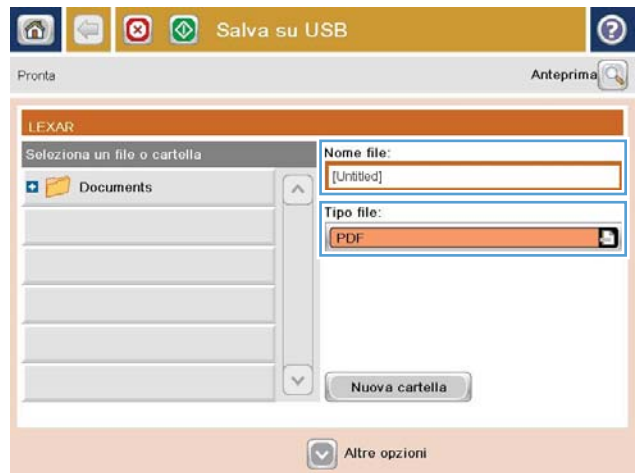 Salva su USB
Pronta
Anteprima
LEXAR
Seleziona un file o cartella
Documents
Nome file:
[Untitled]
Tipo file:
PDF
Nuova cartella
Altre opzioni